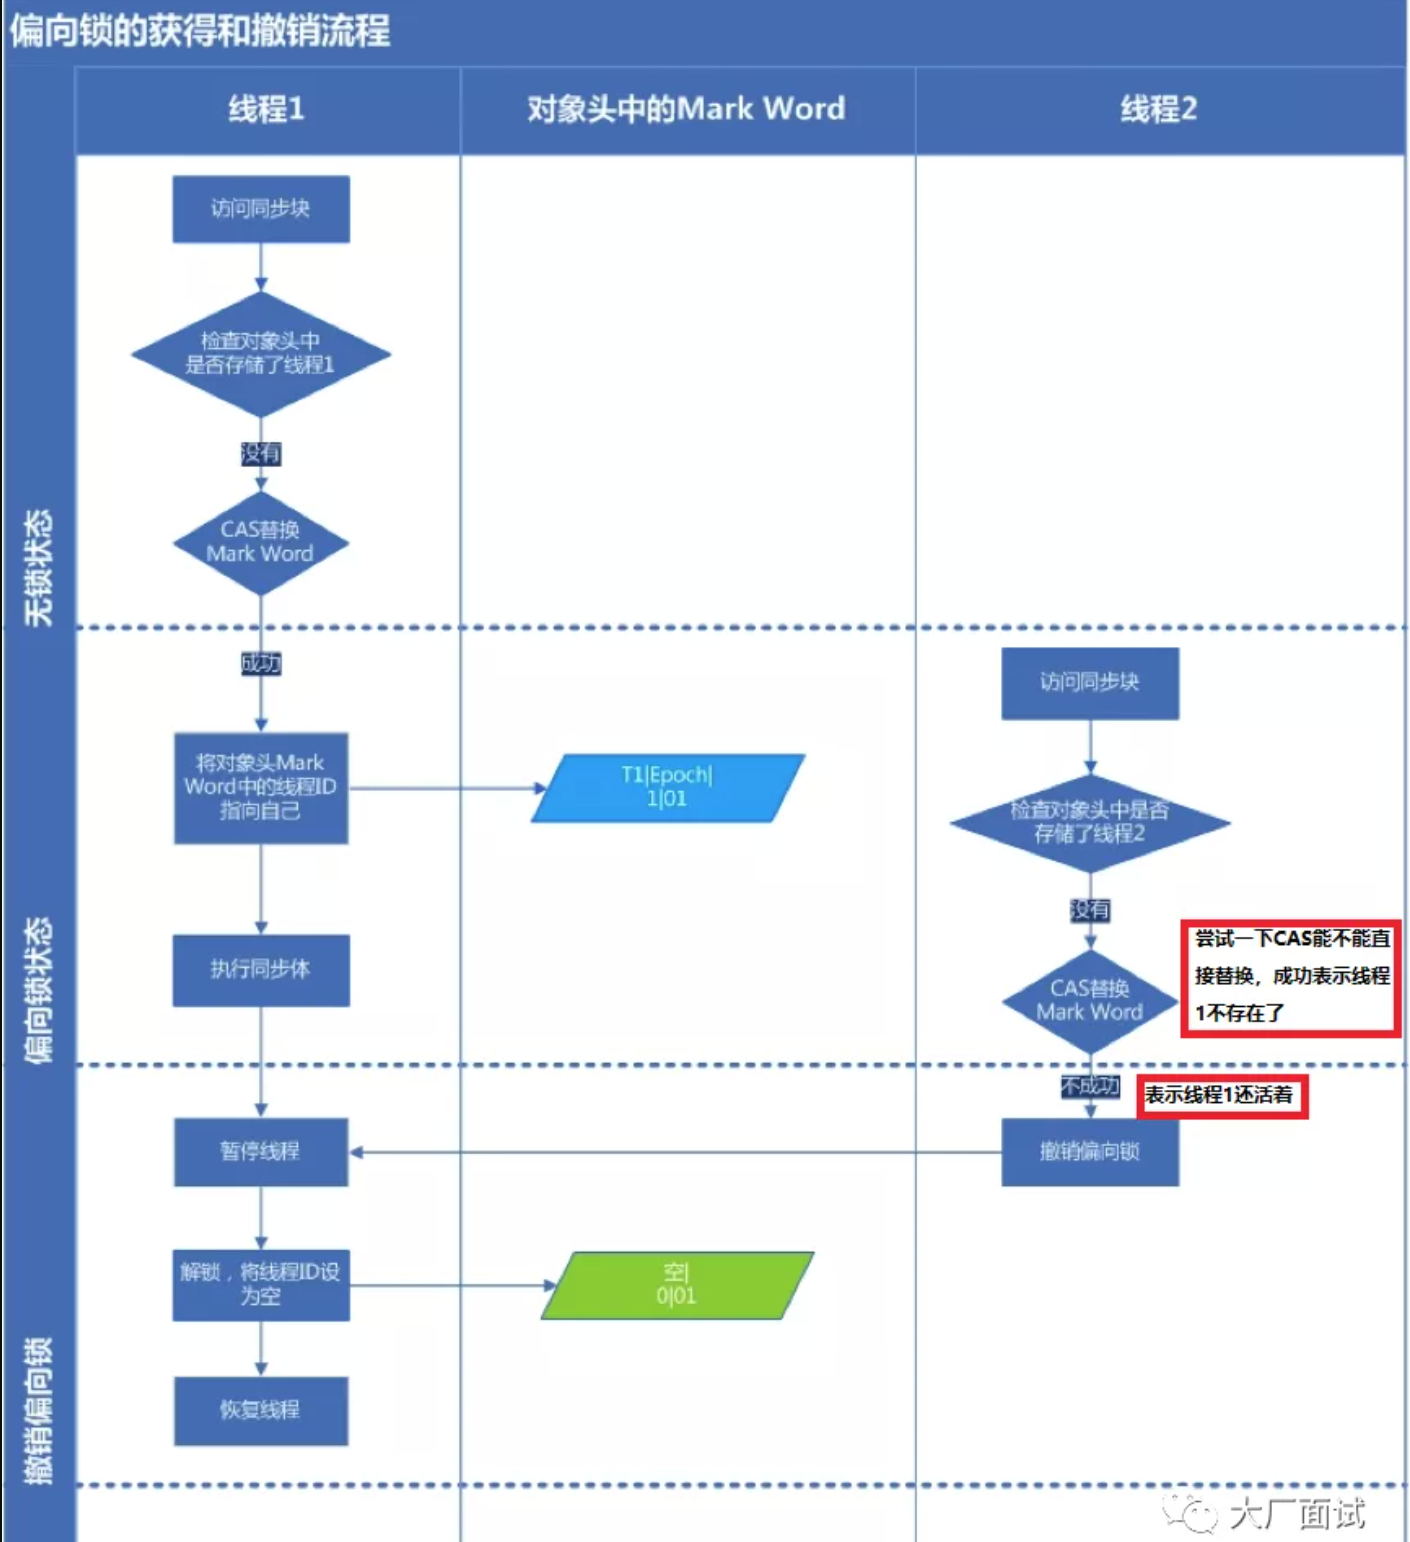 偏向锁的获得和撤销流程
线程1
对象头中的Mark Word
线程2
无锁状态
访问同步块
检查对象头中
是否存储了线程1
没有
CAS替换
Mark Word
偏向锁状态
成功
将对象头Mark
Word中的线程ID
指向自己
T1|Epoch|
1|01
执行同步体
访问同步块
检查对象头中是否
存储了线程2
没有
CAS替换
Mark Word
尝试一下CAS能不能直
接替换，成功表示线程
1不存在了
撤销偏向锁
不成功
表示线程1还活着
暂停线程
撤销偏向锁
解锁，将线程ID设
为空
空|
0|01
恢复线程
大厂面试